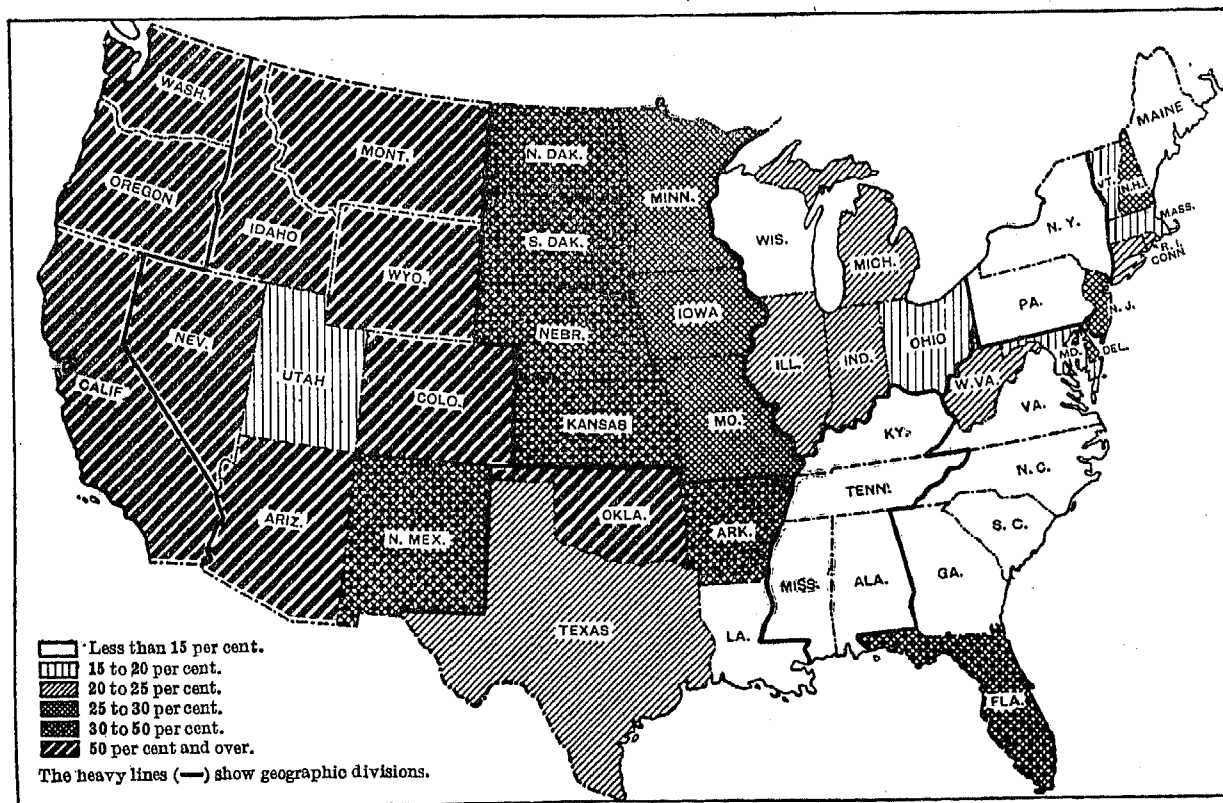 WASH.
MONT.
N. DAK.
MINN.
OREGON
IDAHO
S. DAK.
WYO.
WIS.
MICH.
MAINE
N.H.
MASS.
N. Y.
R. I.
CONN
NEV.
NEBR.
IOWA
PA.
N. J.
CALIF.
UTAH
COLO.
ILL.
IND.
OHIO
MD.
DEL.
W. VA.
VA.
KANSAS
MO.
KY.
N. C.
TENN.
ARIZ.
N. MEX.
OKLA.
ARK.
S. C.
MISS.
ALA.
GA.
TEXAS
LA.
FLA.
Less than 15 per cent.
15 to 20 per cent.
20 to 25 per cent.
25 to 30 per cent.
30 to 50 per cent.
50 per cent and over.
The heavy lines (—) show geographic divisions.